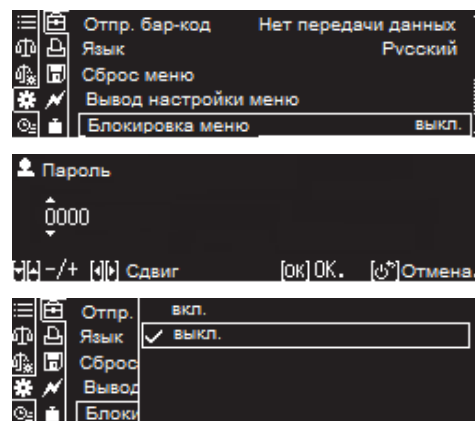 Отпр. бар-код Нет передачи данных
Язык Русский
Сброс меню
Вывод настройки меню
Блокировка меню выкл.
Пароль
0000
-/+ Сдвиг [OK]OK. Отмена.
Отпр. вкл.
Язык выкл.
Сброс
Вывод
Блоки